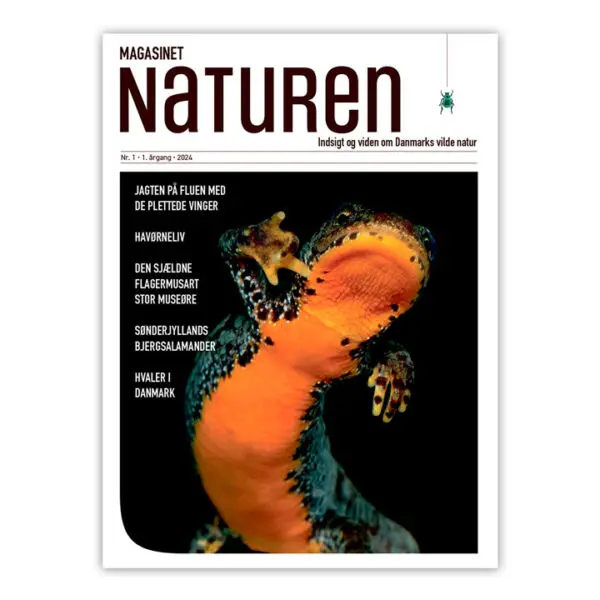 MAGASINET
NATUREN
Indsigt og viden om Danmarks vilde natur
Nr. 1 • 1. årgang • 2024
JAGTEN PÅ FLUEN MED
DE PLETTEDE VINGER
HAVØRNELIV
DEN SJÆLDNE
FLAGERMUSART
STOR MUSEØRE
SØNDERJYLLANDS
BJERGSALAMANDER
HVALER I
DANMARK